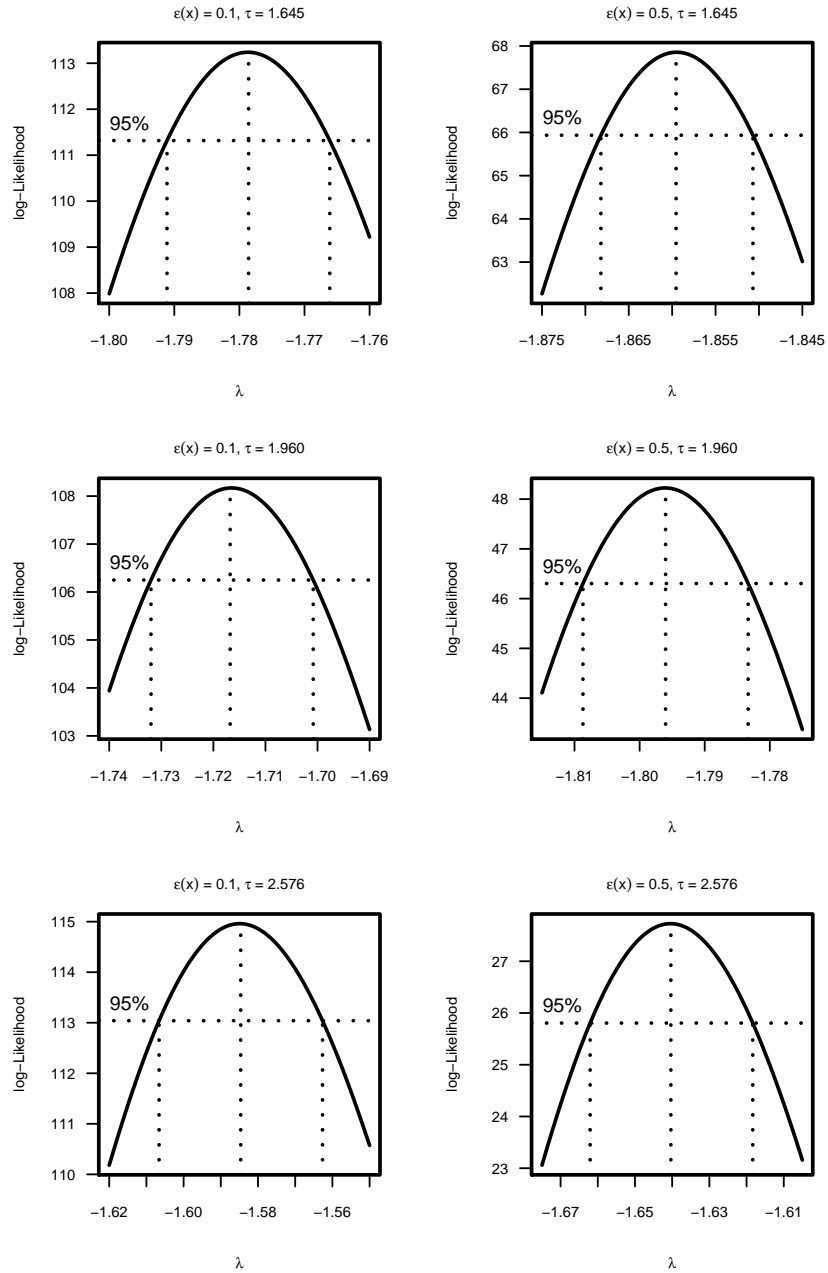 ε(x) = 0.1, τ = 1.645
113
112
111
110
109
108
log−Likelihood
95%
−1.80 −1.79 −1.78 −1.77 −1.76
λ
ε(x) = 0.5, τ = 1.645
68
67
66
65
64
63
log−Likelihood
95%
−1.875 −1.865 −1.855 −1.845
λ
ε(x) = 0.1, τ = 1.960
108
107
106
105
104
103
log−Likelihood
95%
−1.74 −1.73 −1.72 −1.71 −1.70 −1.69
λ
ε(x) = 0.5, τ = 1.960
48
47
46
45
44
log−Likelihood
95%
−1.81 −1.80 −1.79 −1.78
λ
ε(x) = 0.1, τ = 2.576
115
114
113
112
111
110
log−Likelihood
95%
−1.62 −1.60 −1.58 −1.56
λ
ε(x) = 0.5, τ = 2.576
27
26
25
24
23
log−Likelihood
95%
−1.67 −1.65 −1.63 −1.61
λ